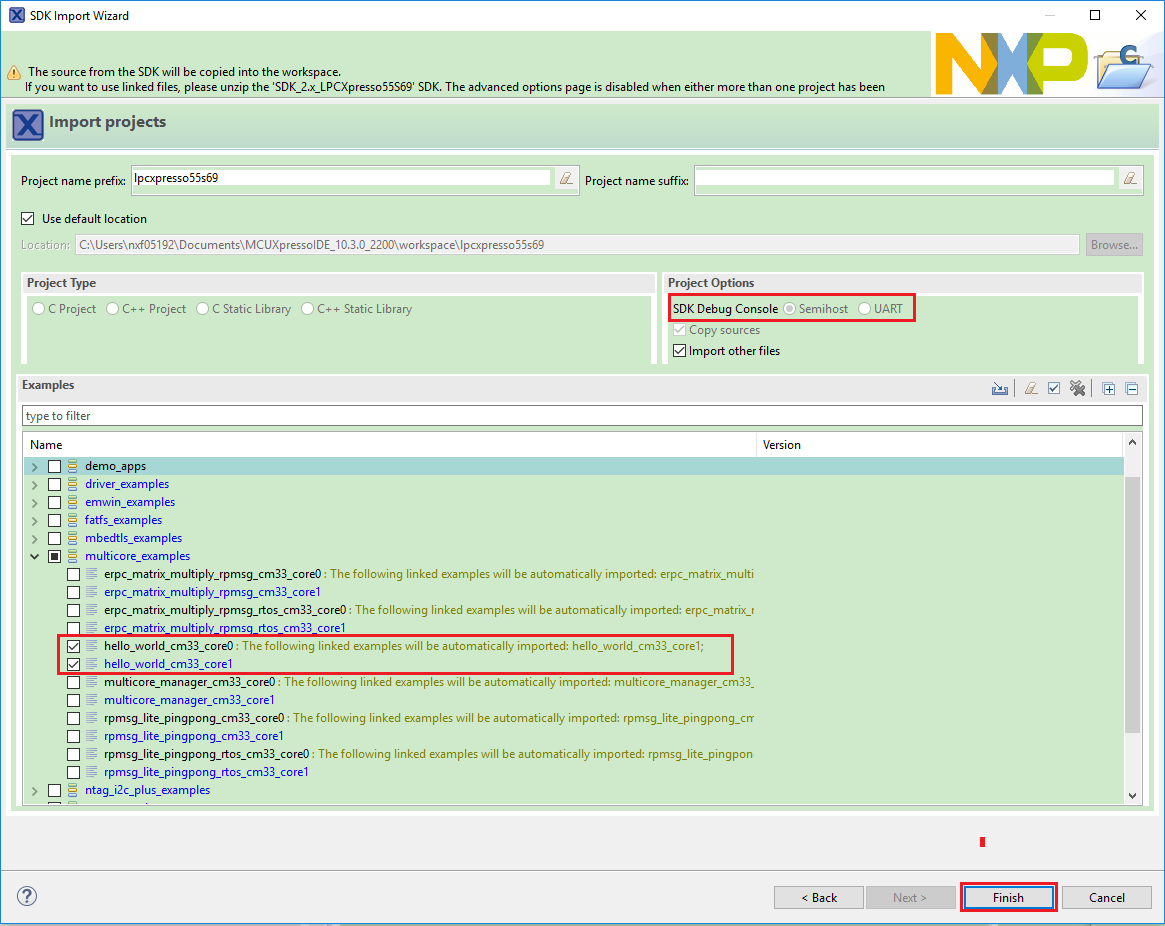 SDK Import Wizard
The source from the SDK will be copied into the workspace.
If you want to use linked files, please unzip the 'SDK_2.x_LPCXpresso55S69' SDK. The advanced options page is disabled when either more than one project has been
NXP
C
X Import projects
Project name prefix: lpcxpresso55s69 Project name suffix:
Use default location
Location: C:\Users\nxf05192\Documents\MCUXpressoIDE_10.3.0_2200\workspace\lpcxpresso55s69 Browse...
Project Type Project Options
C Project C++ Project C Static Library C++ Static Library SDK Debug Console Semihost UART
Copy sources
Import other files
Examples
type to filter
Name Version
demo_apps
driver_examples
emwin_examples
fatfs_examples
mbedtls_examples
multicore_examples
erpc_matrix_multiply_rpmsg_cm33_core0 : The following linked examples will be automatically imported: erpc_matrix_multi
erpc_matrix_multiply_rpmsg_cm33_core1
erpc_matrix_multiply_rpmsg_rtos_cm33_core0 : The following linked examples will be automatically imported: erpc_matrix_r
erpc_matrix_multiply_rpmsg_rtos_cm33_core1
hello_world_cm33_core0 : The following linked examples will be automatically imported: hello_world_cm33_core1;
hello_world_cm33_core1
multicore_manager_cm33_core0 : The following linked examples will be automatically imported: multicore_manager_cm33_
multicore_manager_cm33_core1
rpmsg_lite_pingpong_cm33_core0 : The following linked examples will be automatically imported: rpmsg_lite_pingpong_cm
rpmsg_lite_pingpong_cm33_core1
rpmsg_lite_pingpong_rtos_cm33_core0 : The following linked examples will be automatically imported: rpmsg_lite_pingpon
rpmsg_lite_pingpong_rtos_cm33_core1
ntag_i2c_plus_examples
? < Back Next > Finish Cancel